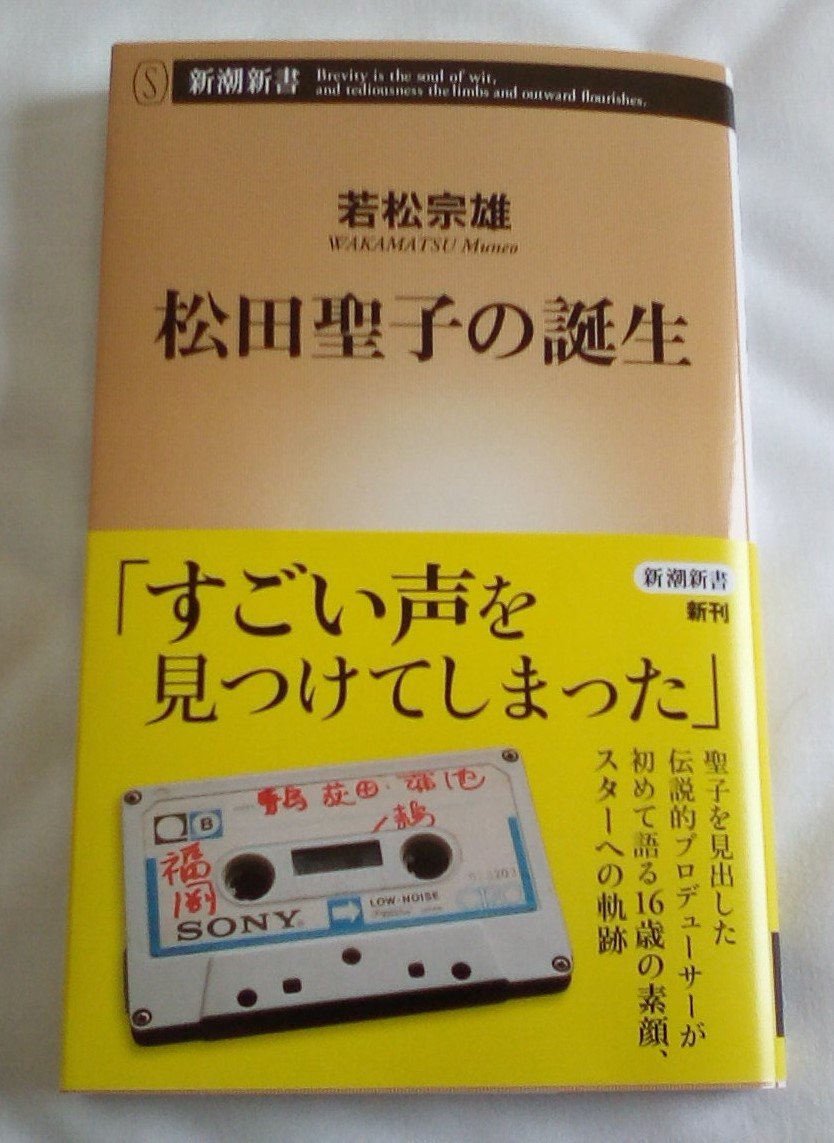 S
新潮新書
Brevity is the soul of wit,
and tediousness the limbs and outward flourishes.
若松宗雄
WAKAMATSU Muneo
松田聖子の誕生
新潮新書
新刊
「すごい声を
見つけてしまった」
聖子を見出した
伝説的プロデューサーが
初めて語る16歳の素顔、
スターへの軌跡
荻田・蒲池
B
福岡
LOW-NOISE
SONY